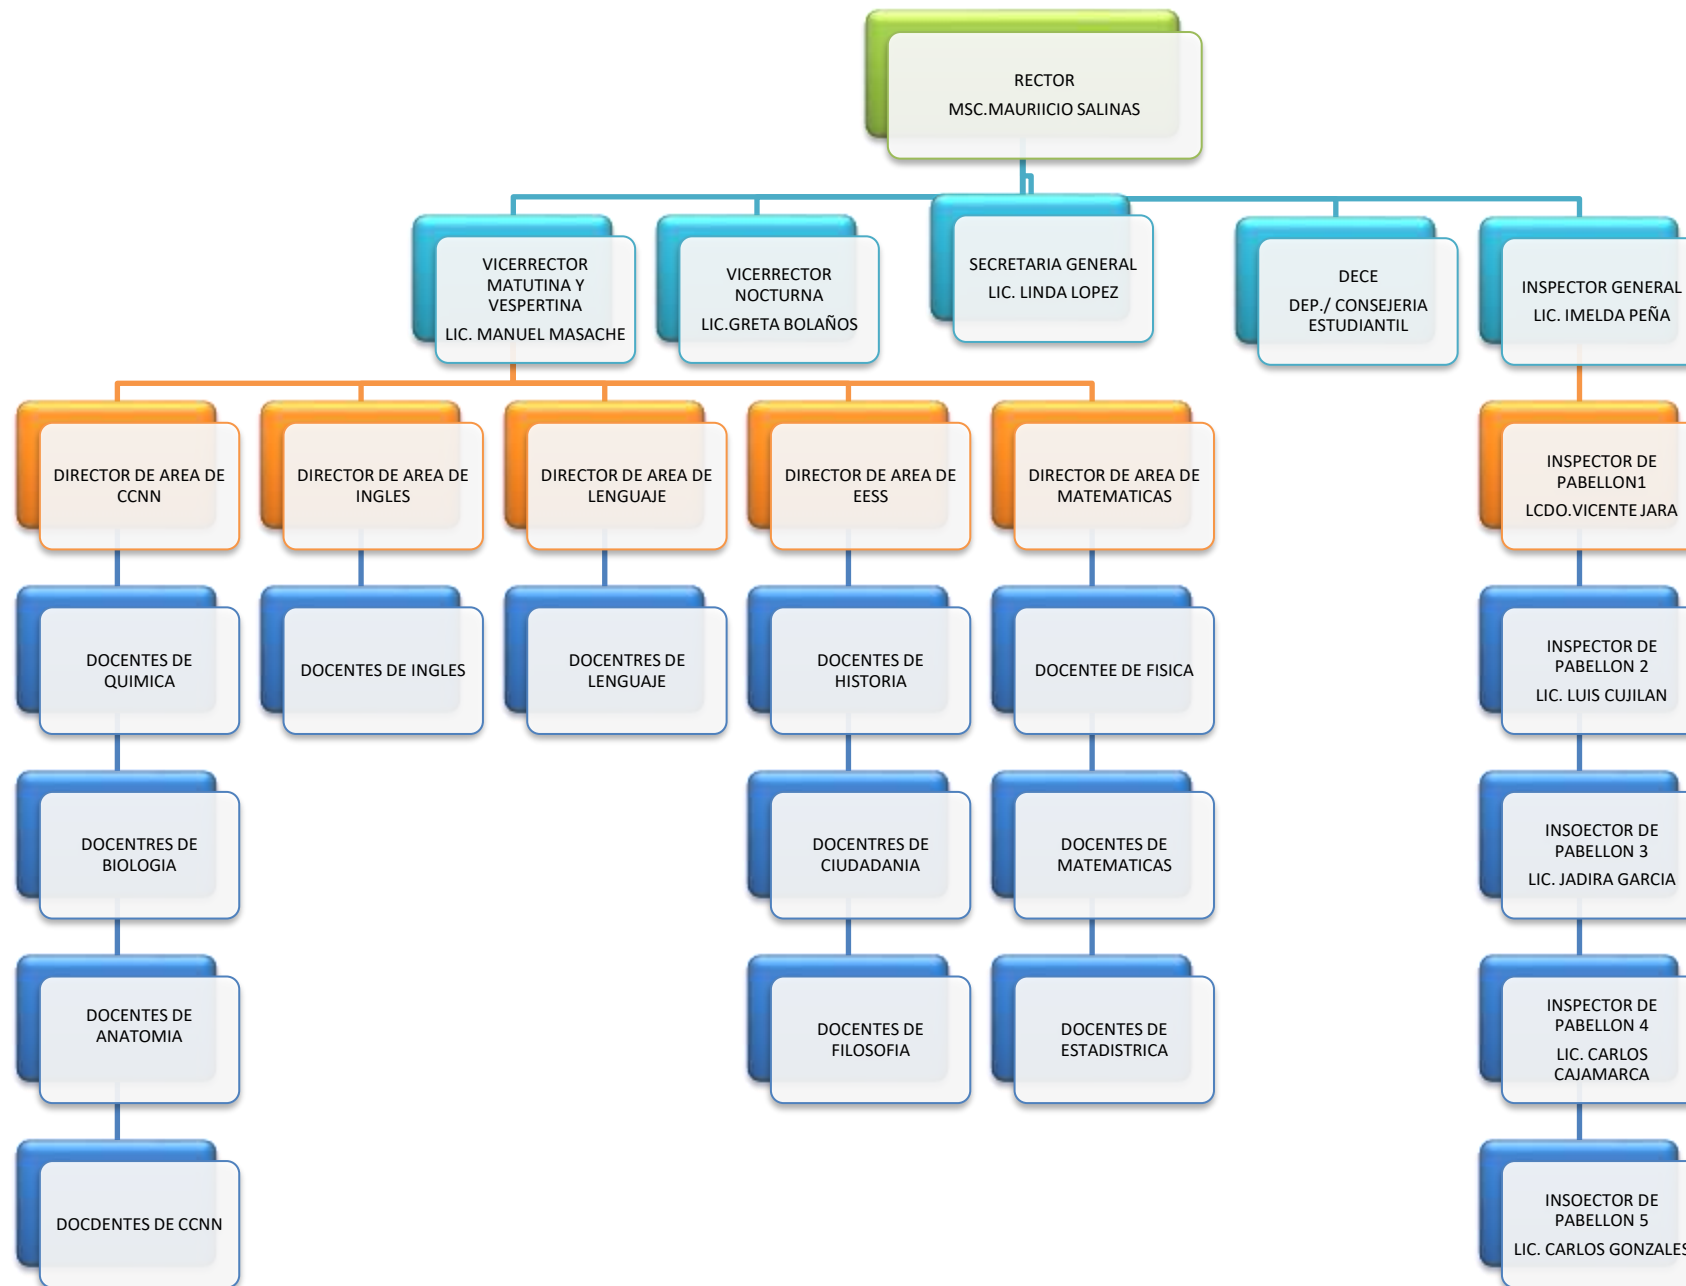 RECTOR
MSC.MAURIICIO SALINAS
VICERRECTOR
MATUTINA Y
VESPERTINA
LIC. MANUEL MASACHE
VICERRECTOR
NOCTURNA
LIC.GRETA BOLAÑOS
SECRETARIA GENERAL
LIC. LINDA LOPEZ
DECE
DEP./ CONSEJERIA
ESTUDIANTIL
INSPECTOR GENERAL
LIC. IMELDA PEÑA
DIRECTOR DE AREA DE
CCNN
DIRECTOR DE AREA DE
INGLES
DIRECTOR DE AREA DE
LENGUAJE
DIRECTOR DE AREA DE
EESS
DIRECTOR DE AREA DE
MATEMATICAS
INSPECTOR DE
PABELLON1
LCDO.VICENTE JARA
DOCENTES DE
QUIMICA
DOCENTES DE INGLES
DOCENTRES DE
LENGUAJE
DOCENTES DE
HISTORIA
DOCENTEE DE FISICA
INSPECTOR DE
PABELLON 2
LIC. LUIS CUJILAN
DOCENTRES DE
BIOLOGIA
DOCENTRES DE
CIUDADANIA
DOCENTES DE
MATEMATICAS
INSOECTOR DE
PABELLON 3
LIC. JADIRA GARCIA
DOCENTES DE
ANATOMIA
DOCENTES DE
FILOSOFIA
DOCENTES DE
ESTADISTRICA
INSPECTOR DE
PABELLON 4
LIC. CARLOS
CAJAMARCA
DOCDENTES DE CCNN
INSOECTOR DE
PABELLON 5
LIC. CARLOS GONZALES